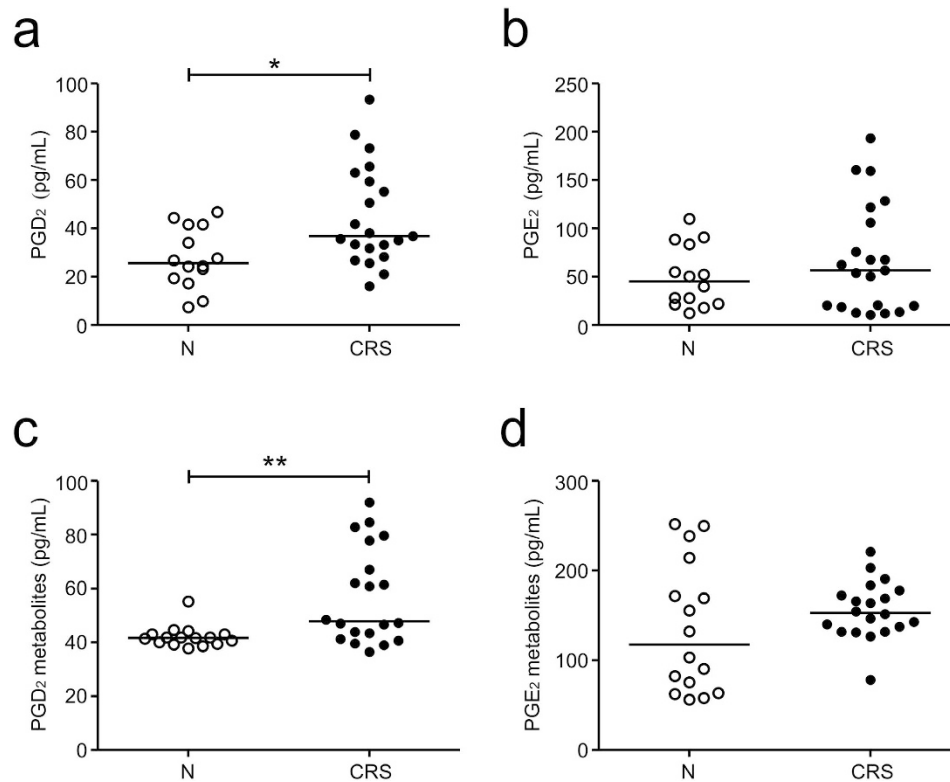 a
*
PGD₂ (pg/mL)
100
80
60
40
20
0
N
CRS
b
PGE₂ (pg/mL)
250
200
150
100
50
0
N
CRS
c
**
PGD₂ metabolites (pg/mL)
100
80
60
40
20
0
N
CRS
d
PGE₂ metabolites (pg/mL)
300
200
100
0
N
CRS